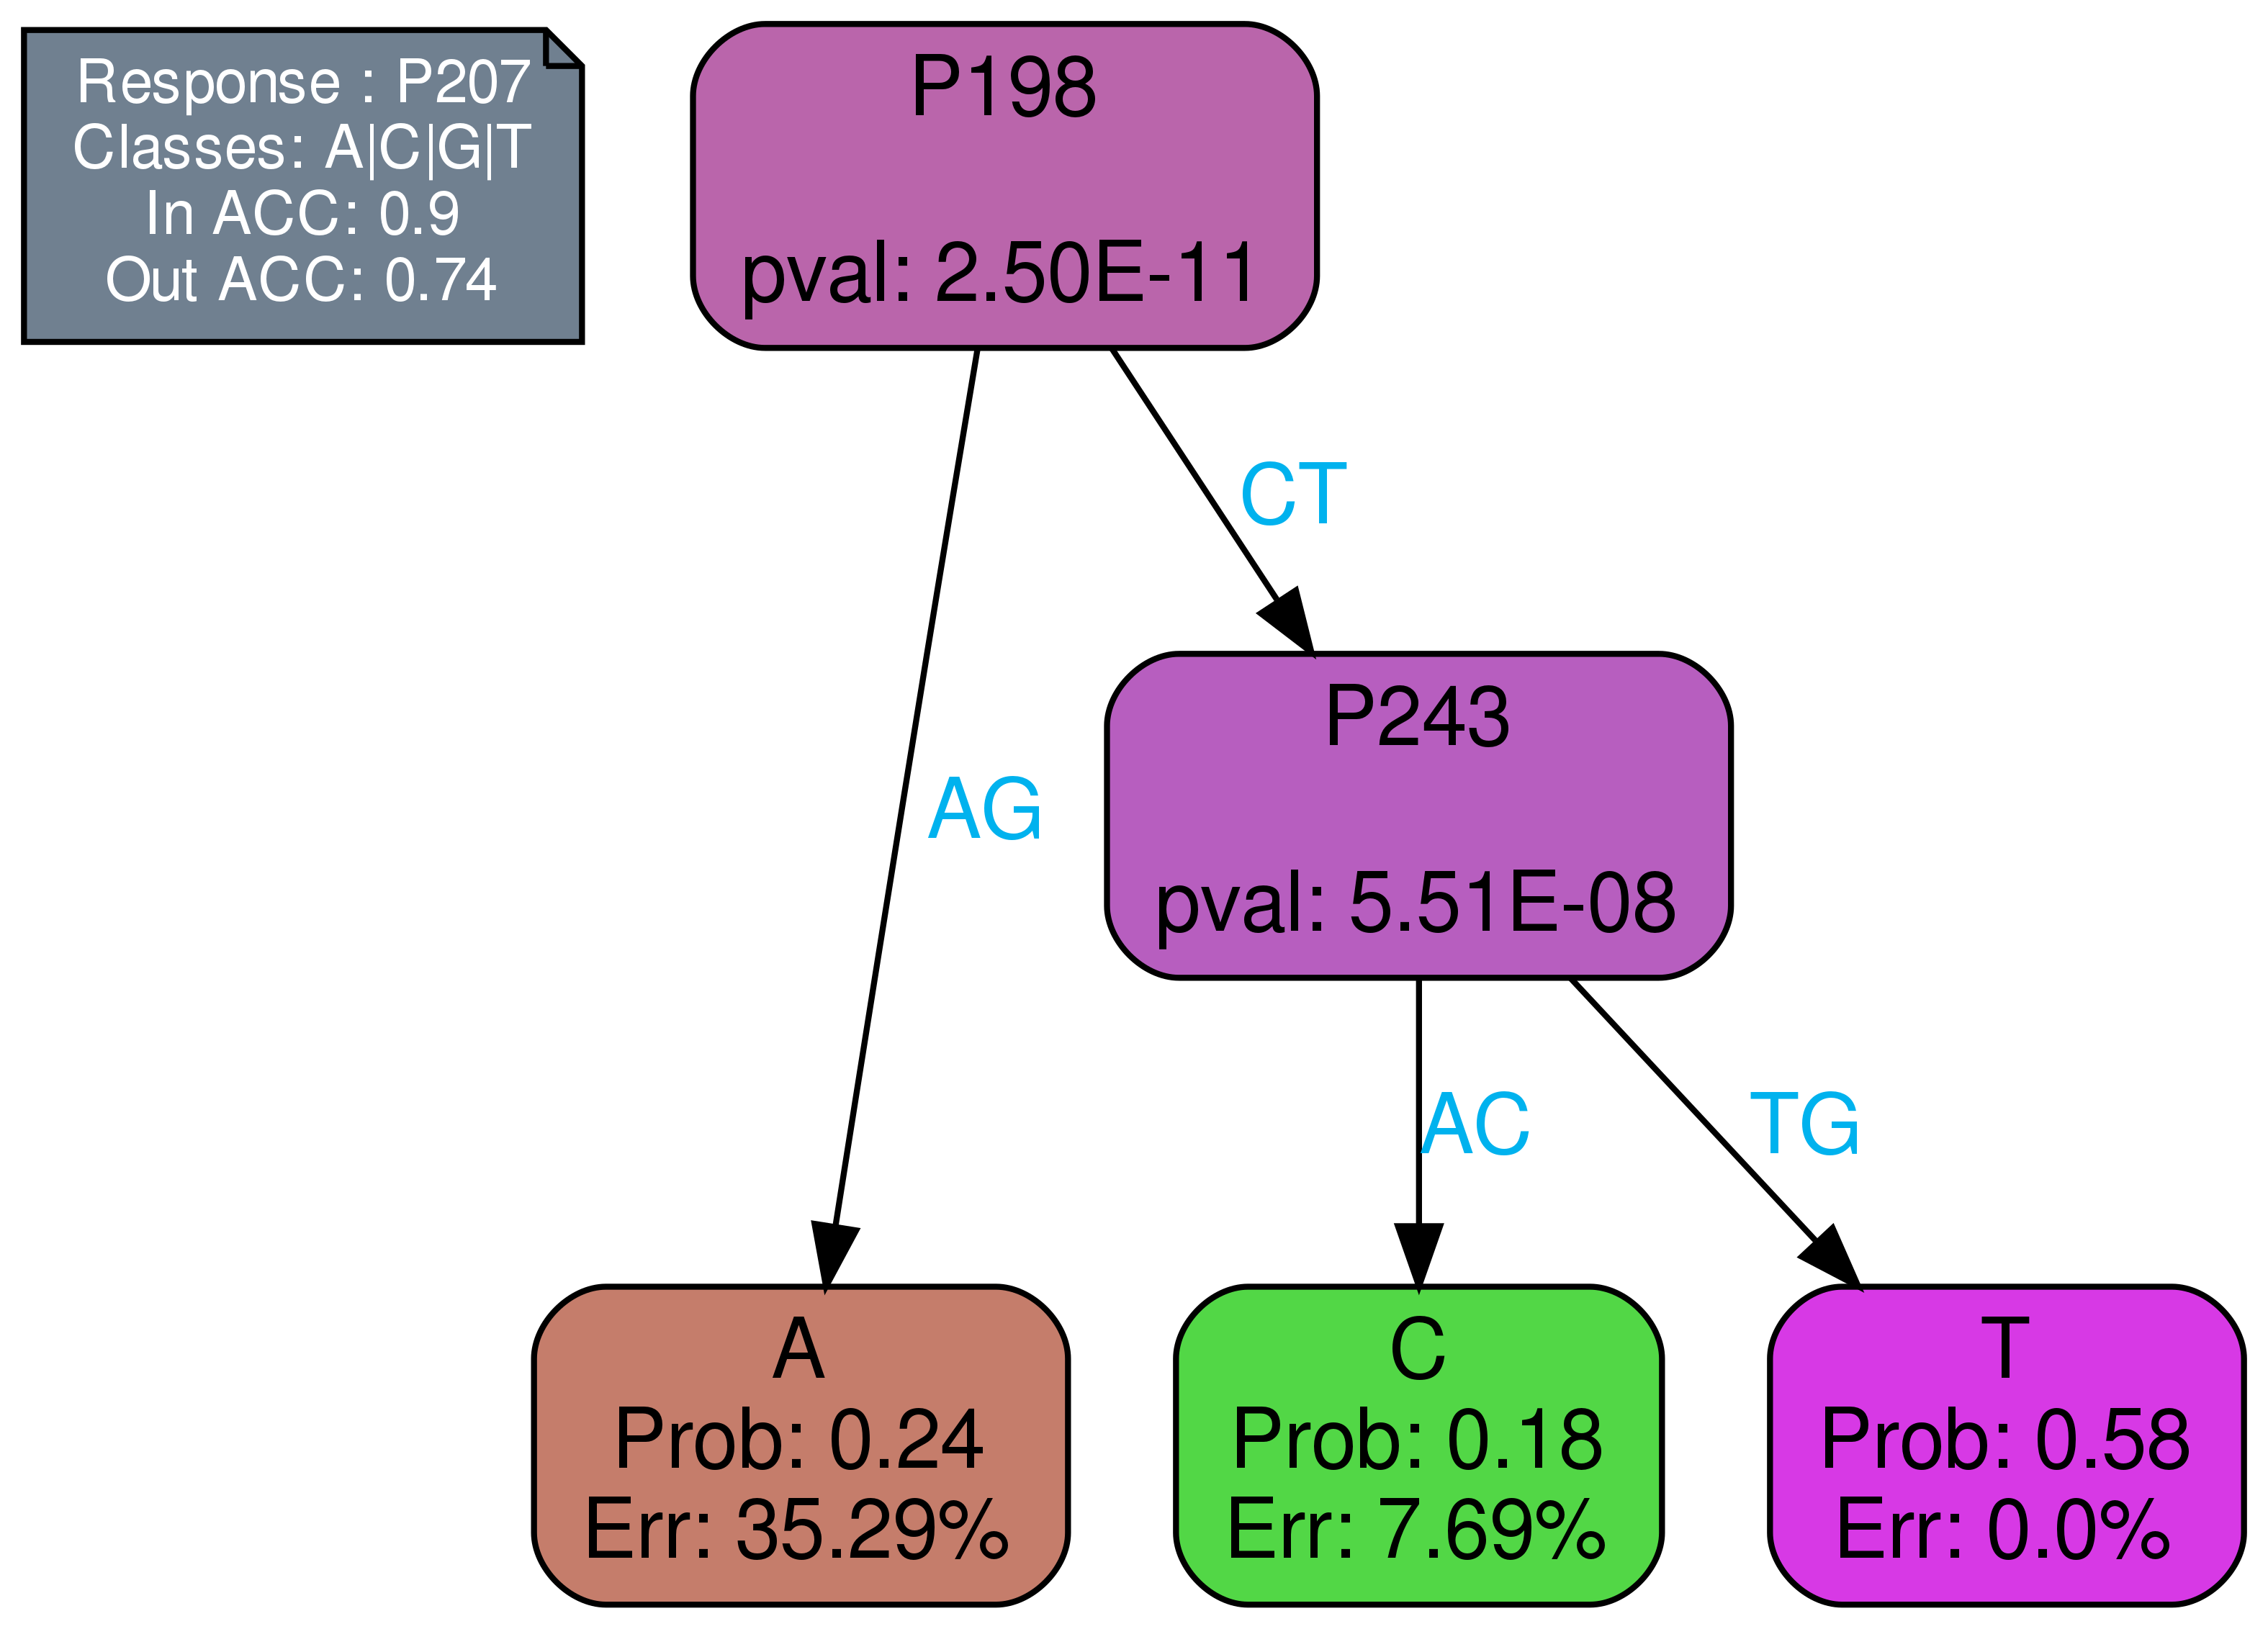 Response : P207
Classes: A|C|G|T
In ACC: 0.9
Out ACC: 0.74
P198
pval: 2.50E-11
CT
AG
P243
pval: 5.51E-08
AC
TG
A
Prob: 0.24
Err: 35.29%
C
Prob: 0.18
Err: 7.69%
T
Prob: 0.58
Err: 0.0%